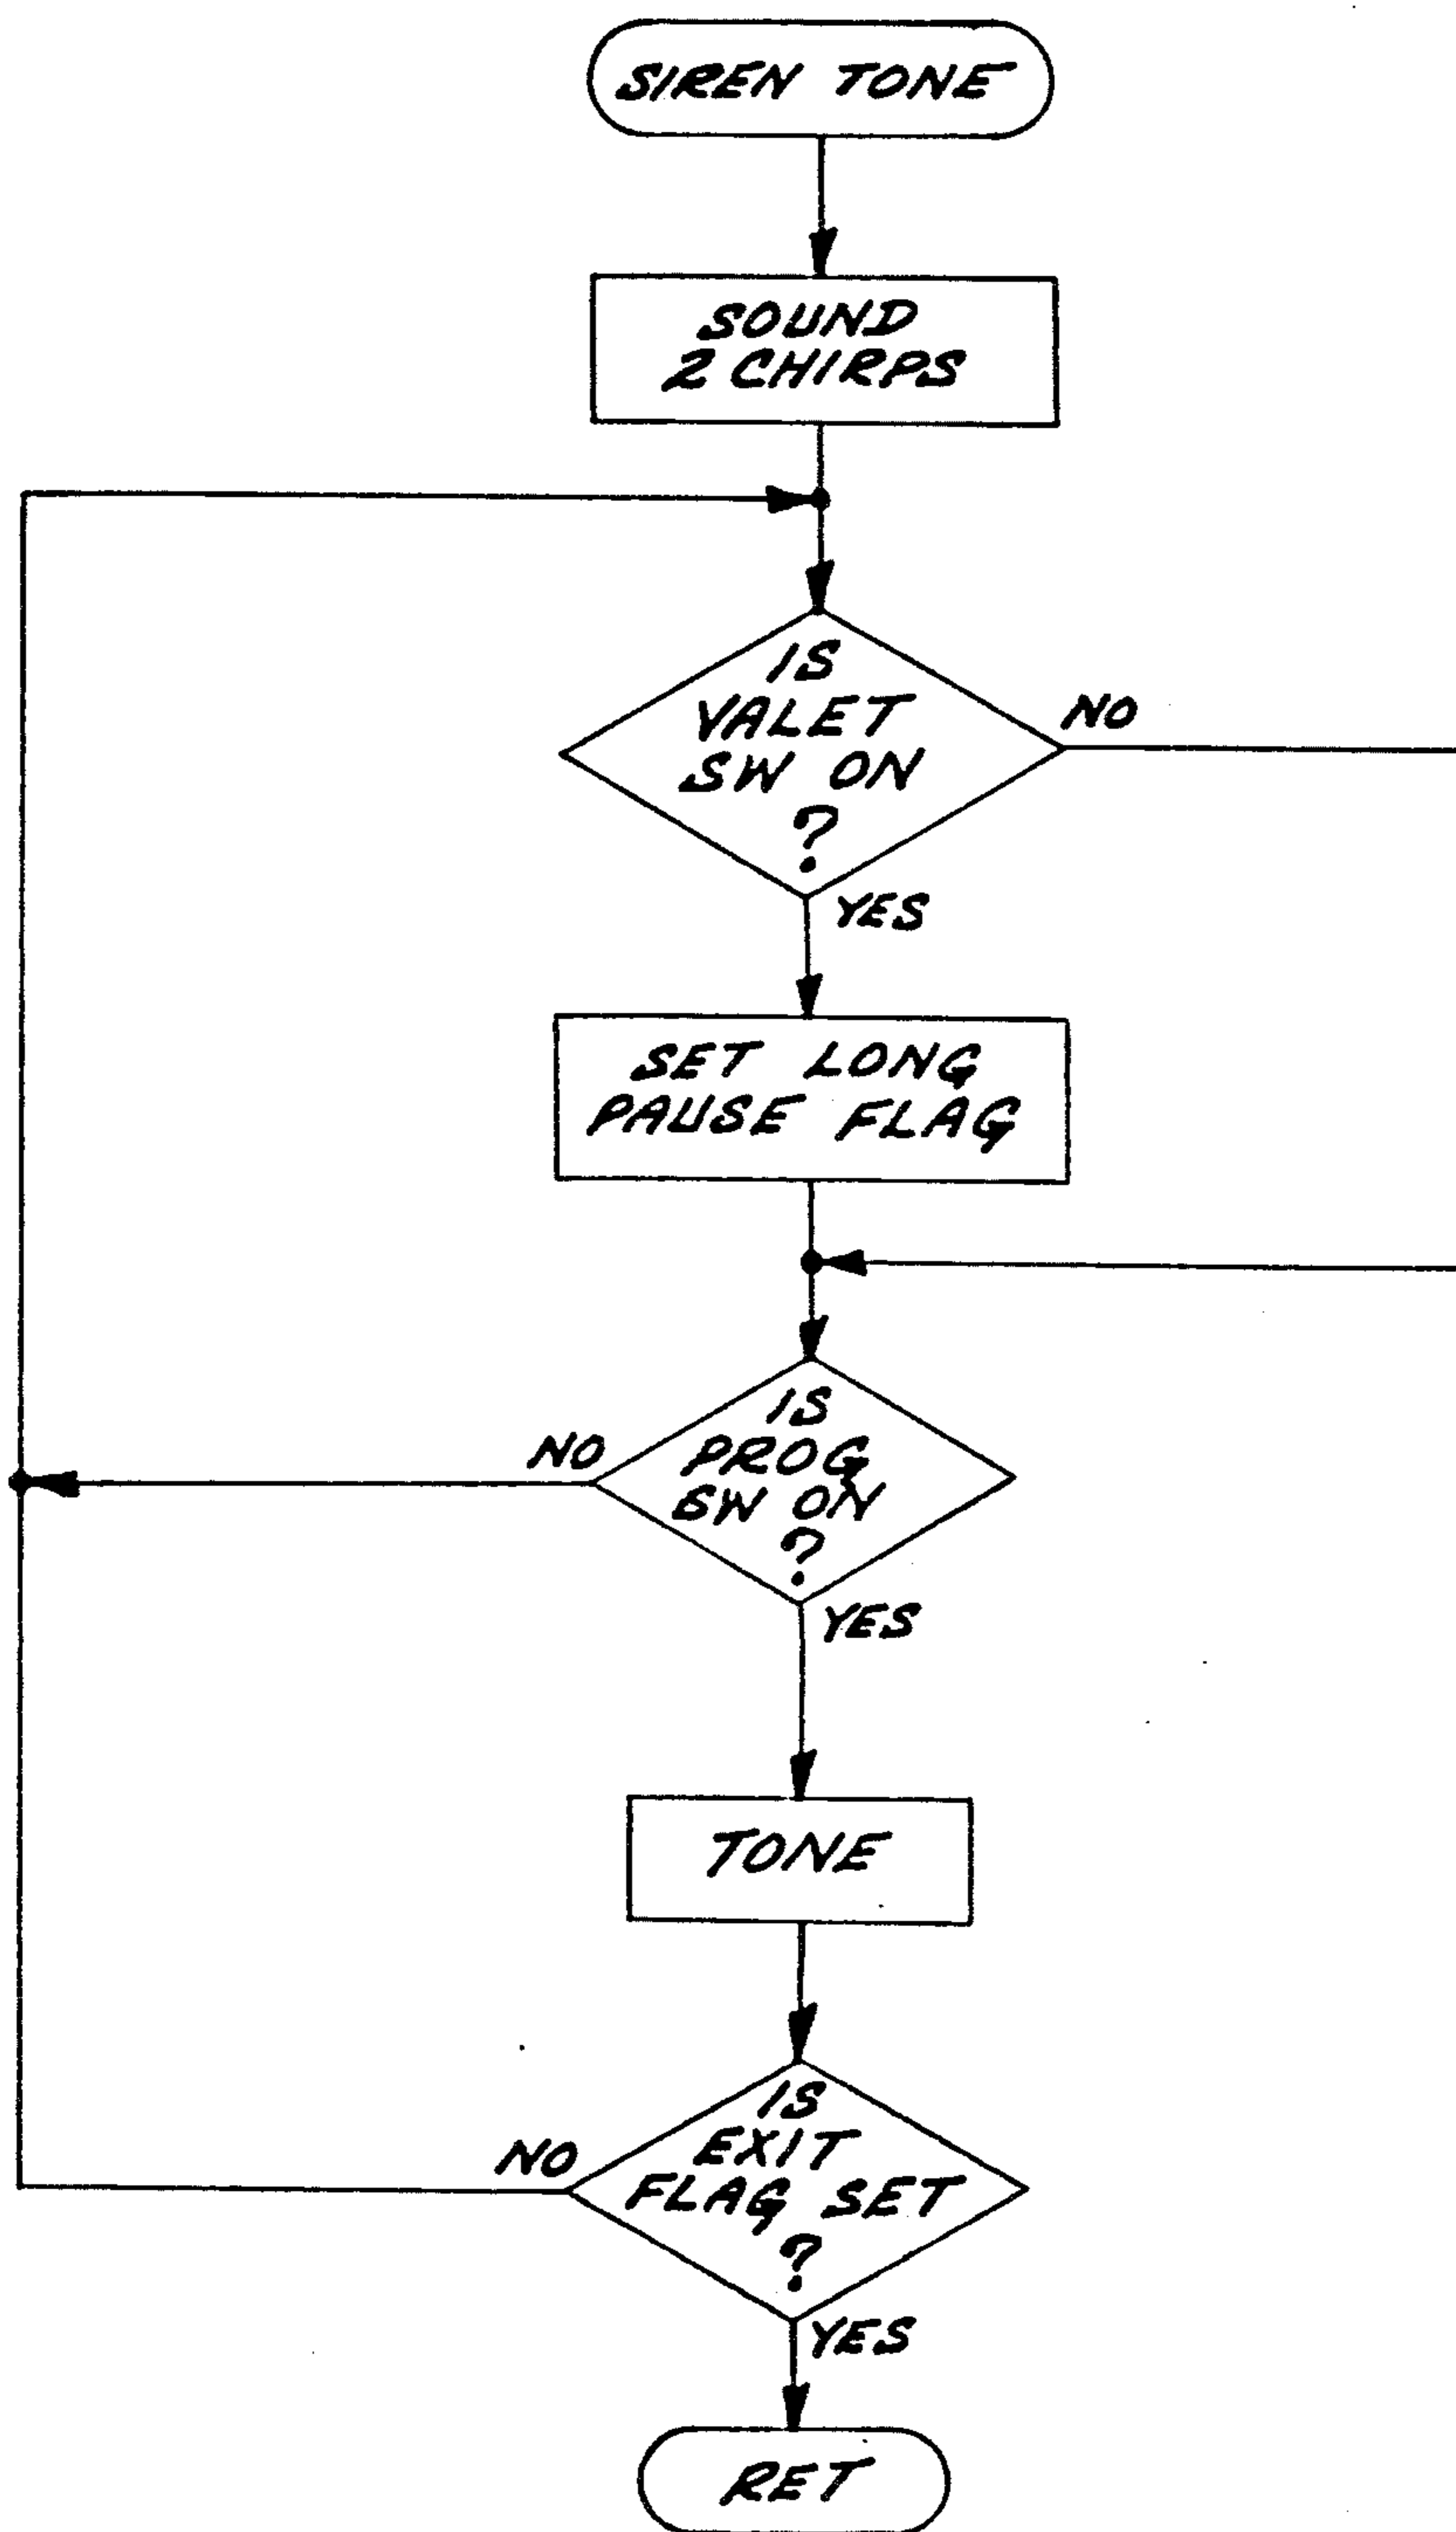 SIREN TONE
SOUND
2 CHIRPS
IS
VALET
SW ON
?
NO
YES
SET LONG
PAUSE FLAG
IS
PROG
SW ON
?
NO
YES
TONE
IS
EXIT
FLAG SET
?
NO
YES
RET